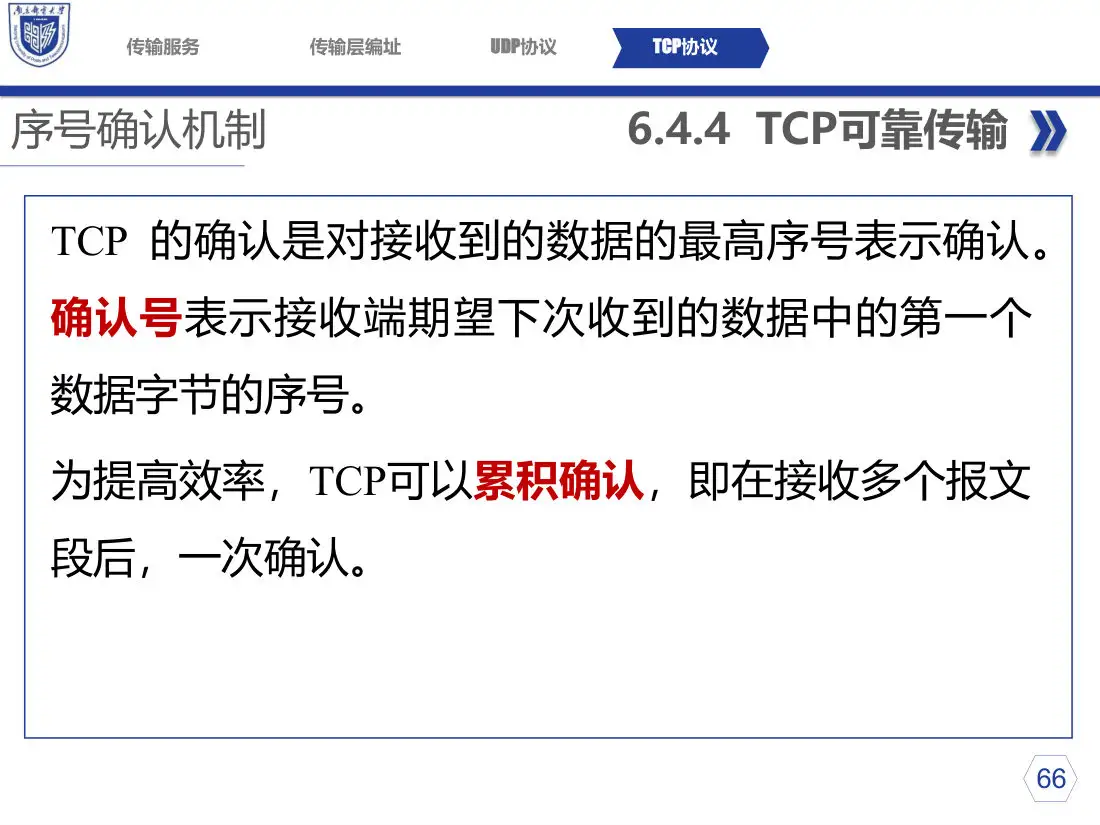 南京邮电大学
传输服务 传输层编址 UDP协议 TCP协议
序号确认机制
6.4.4 TCP可靠传输
TCP 的确认是对接收到的数据的最高序号表示确认。
确认号表示接收端期望下次收到的数据中的第一个
数据字节的序号。
为提高效率，TCP可以累积确认，即在接收多个报文
段后，一次确认。
66